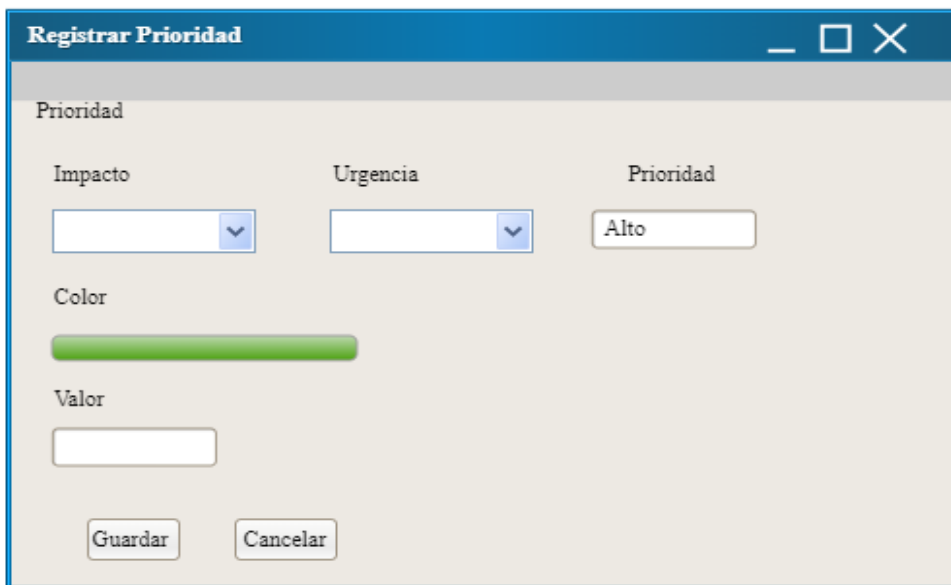 Registrar Prioridad
Prioridad
Impacto Urgencia Prioridad
Alto
Color
Valor
Guardar Cancelar